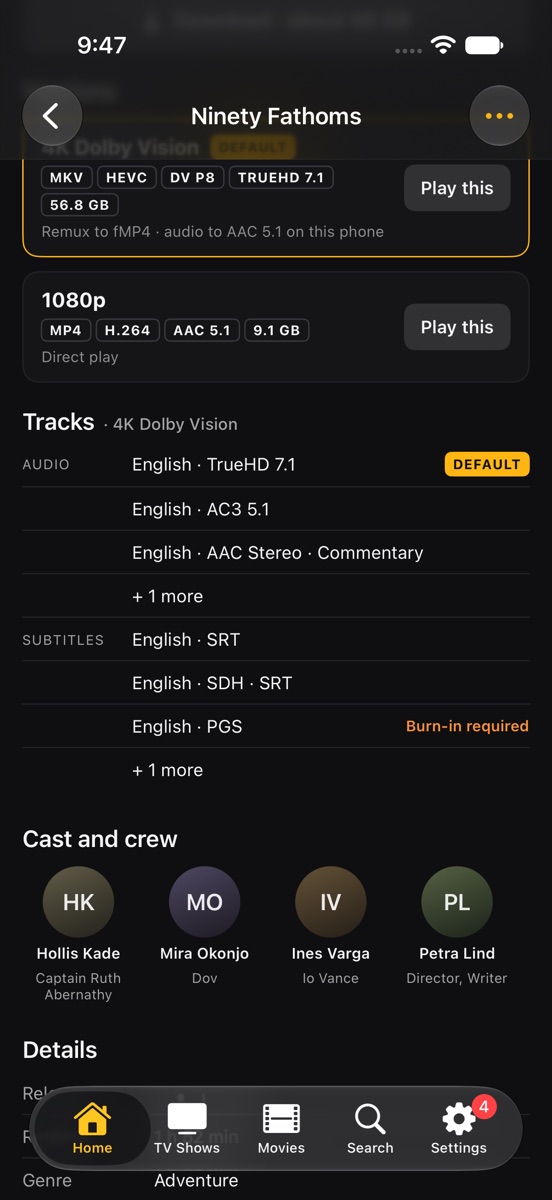 9:47
Ninety Fathoms
4K Dolby Vision DEFAULT
MKV HEVC DV P8 TRUEHD 7.1
56.8 GB
Play this
Remux to fMP4 · audio to AAC 5.1 on this phone
1080p
MP4 H.264 AAC 5.1 9.1 GB
Play this
Direct play
Tracks · 4K Dolby Vision
AUDIO English · TrueHD 7.1 DEFAULT
English · AC3 5.1
English · AAC Stereo · Commentary
+ 1 more
SUBTITLES English · SRT
English · SDH · SRT
English · PGS Burn-in required
+ 1 more
Cast and crew
HK MO IV PL
Hollis Kade Mira Okonjo Ines Varga Petra Lind
Captain Ruth Abernathy Dov Io Vance Director, Writer
Details
4
Home TV Shows Movies Search Settings
Genre Adventure